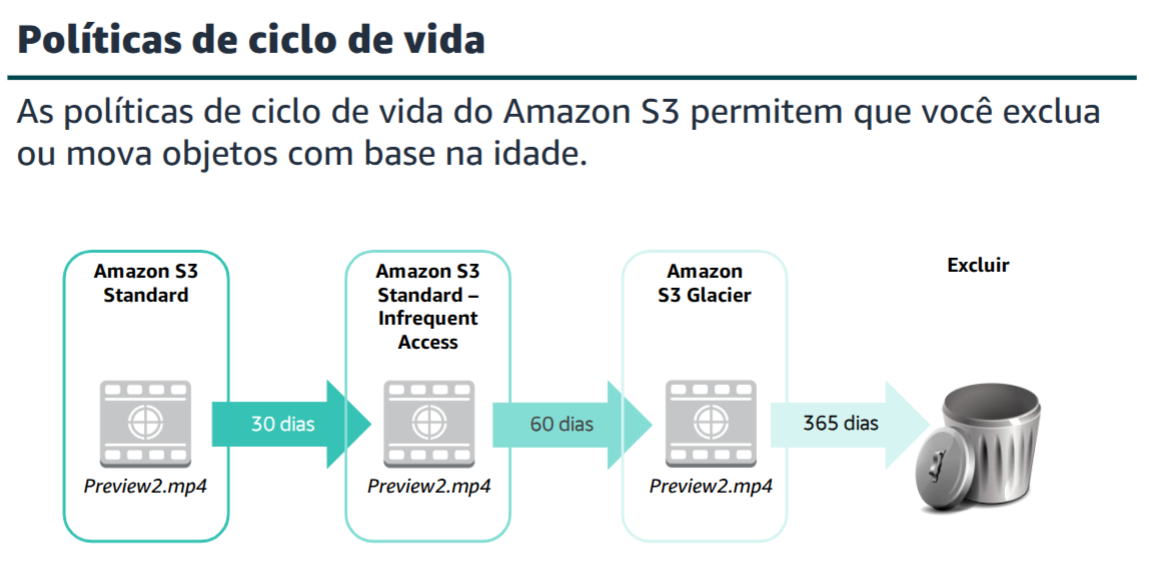 Políticas de ciclo de vida
As políticas de ciclo de vida do Amazon S3 permitem que você exclua
ou mova objetos com base na idade.
Amazon S3
Standard
Preview2.mp4
30 dias
Amazon S3
Standard –
Infrequent
Access
Preview2.mp4
60 dias
Amazon
S3 Glacier
Preview2.mp4
365 dias
Excluir